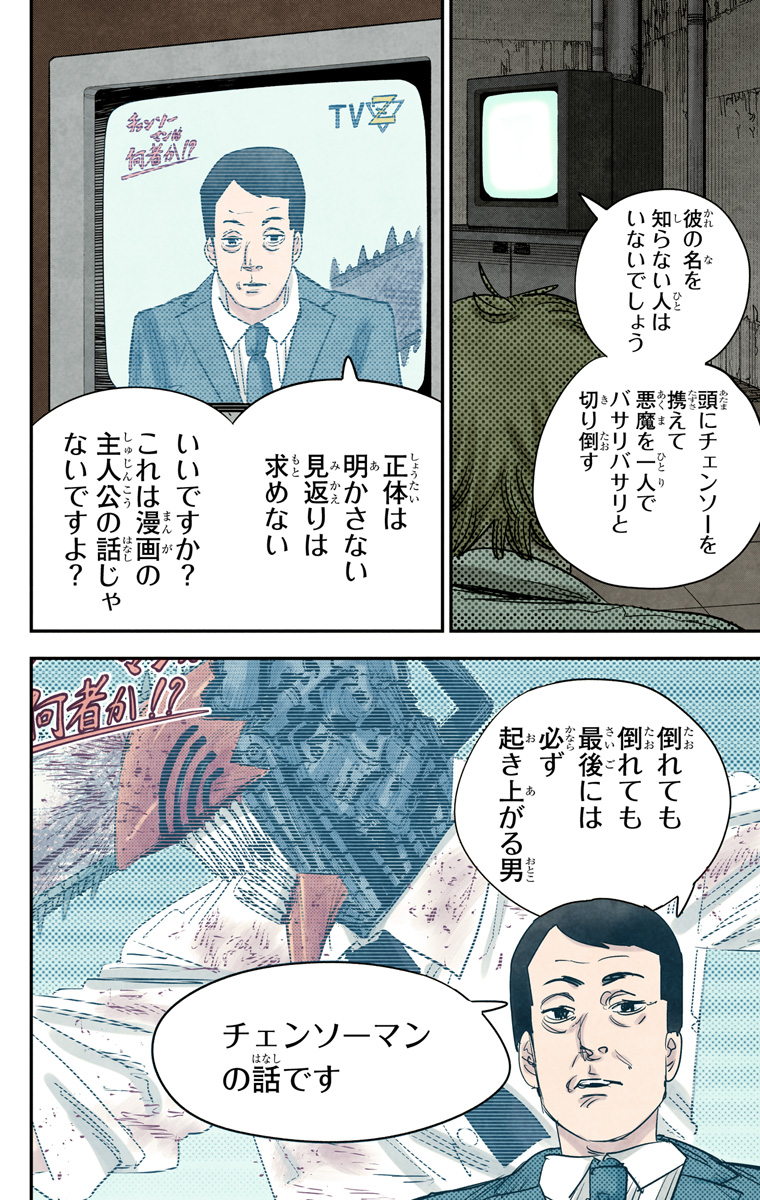 彼の名を
知らない人は
いないでしょう
頭にチェンソーを
携えて
悪魔を一人で
バサリバサリと
切り倒す
チェンソー
マンは
何者か!?
TVZ
正体は
明かさない
見返りは
求めない
いいですか?
これは漫画の
主人公の話じゃ
ないですよ?
マンは
何者か!?
倒れても
倒れても
最後には
必ず
起き上がる男
チェンソーマン
の話です